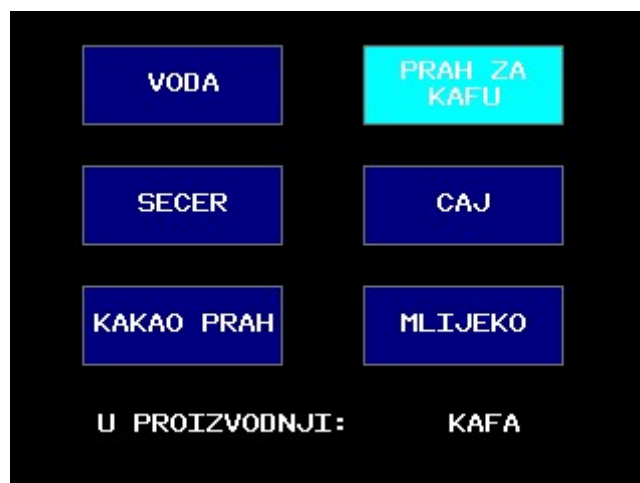 VODA
PRAH ZA
KAFU
SECER
CAJ
KAKAO PRAH
MLIJEKO
U PROIZVODNJI: KAFA